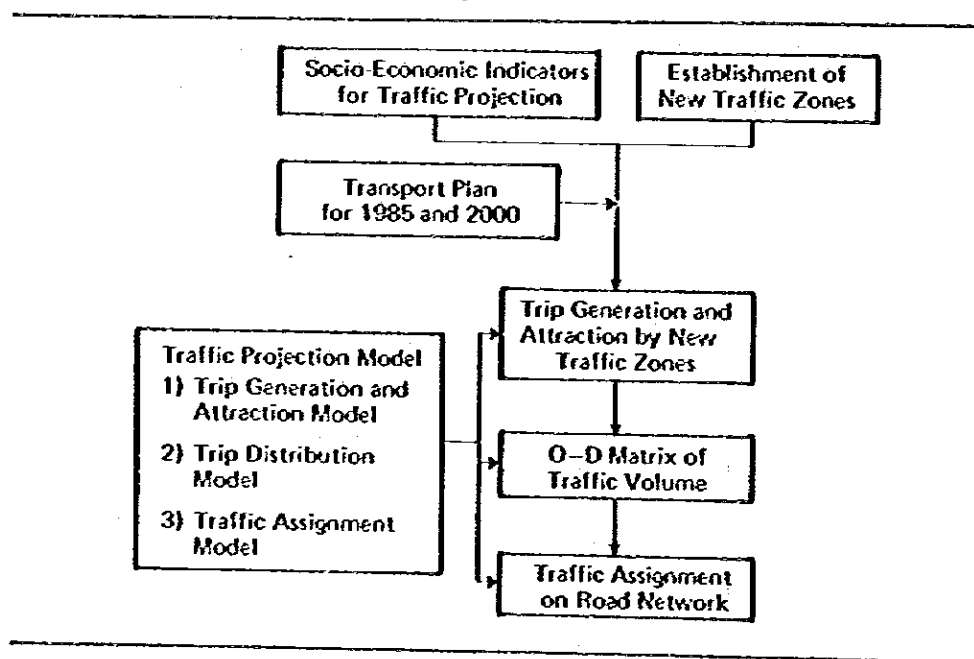 Socio-Economic Indicators
for Traffic Projection
Establishment of
New Traffic Zones
Transport Plan
for 1985 and 2000
Trip Generation and
Attraction by New
Traffic Zones
Traffic Projection Model
1) Trip Generation and
Attraction Model
2) Trip Distribution
Model
3) Traffic Assignment
Model
O-D Matrix of
Traffic Volume
Traffic Assignment
on Road Network